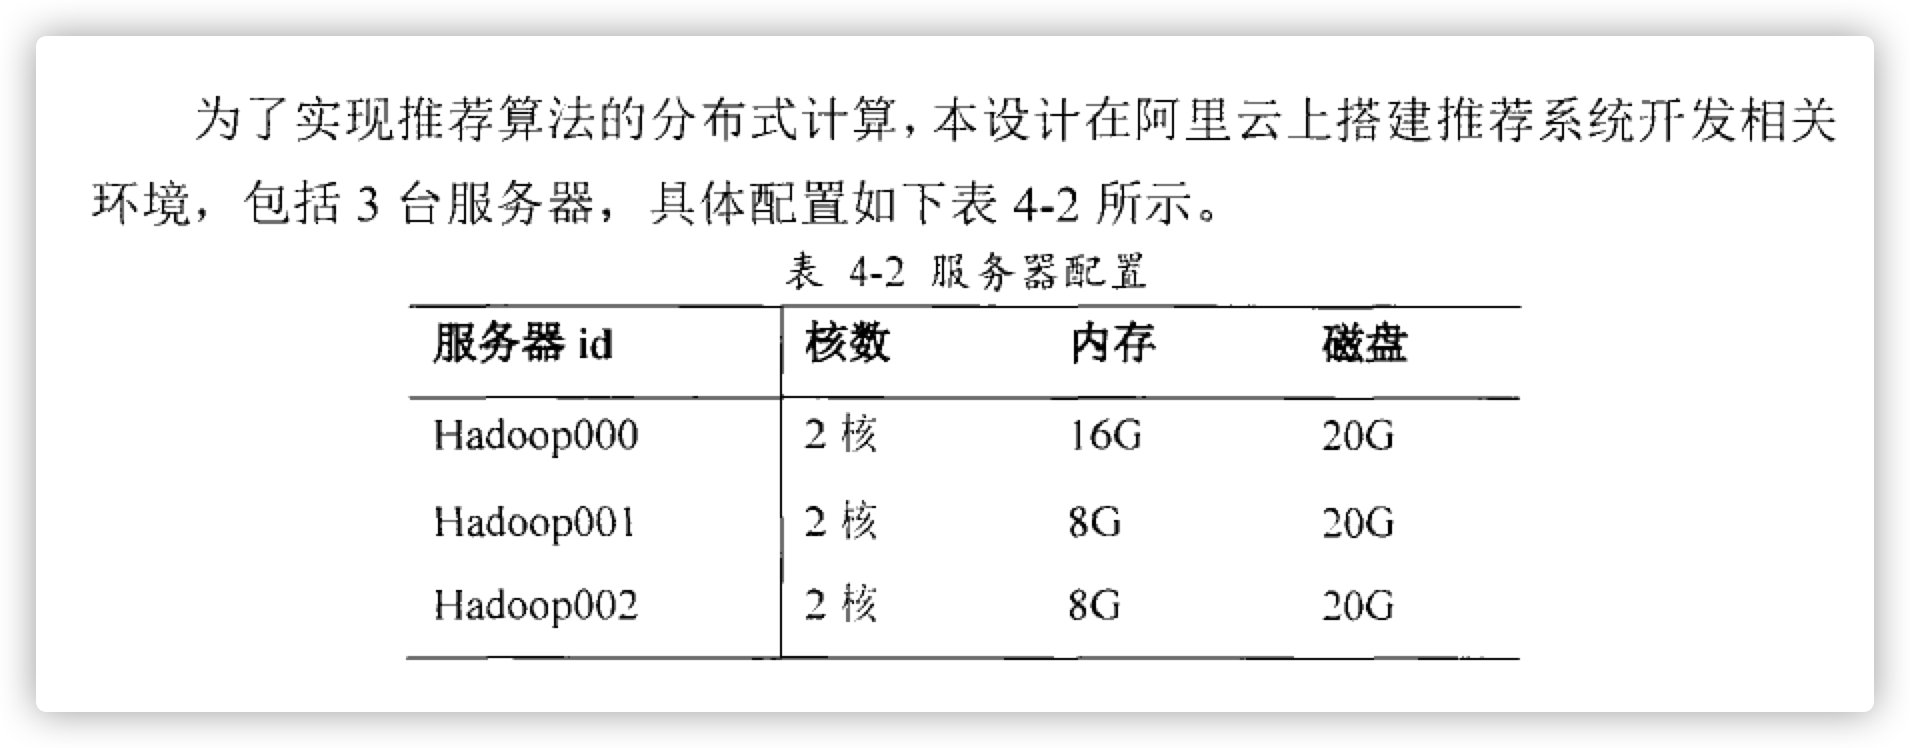 为了实现推荐算法的分布式计算，本设计在阿里云上搭建推荐系统开发相关
环境，包括 3 台服务器，具体配置如下表 4-2 所示。
表 4-2 服务器配置
服务器 id 核数 内存 磁盘
Hadoop000 2 核 16G 20G
Hadoop001 2 核 8G 20G
Hadoop002 2 核 8G 20G